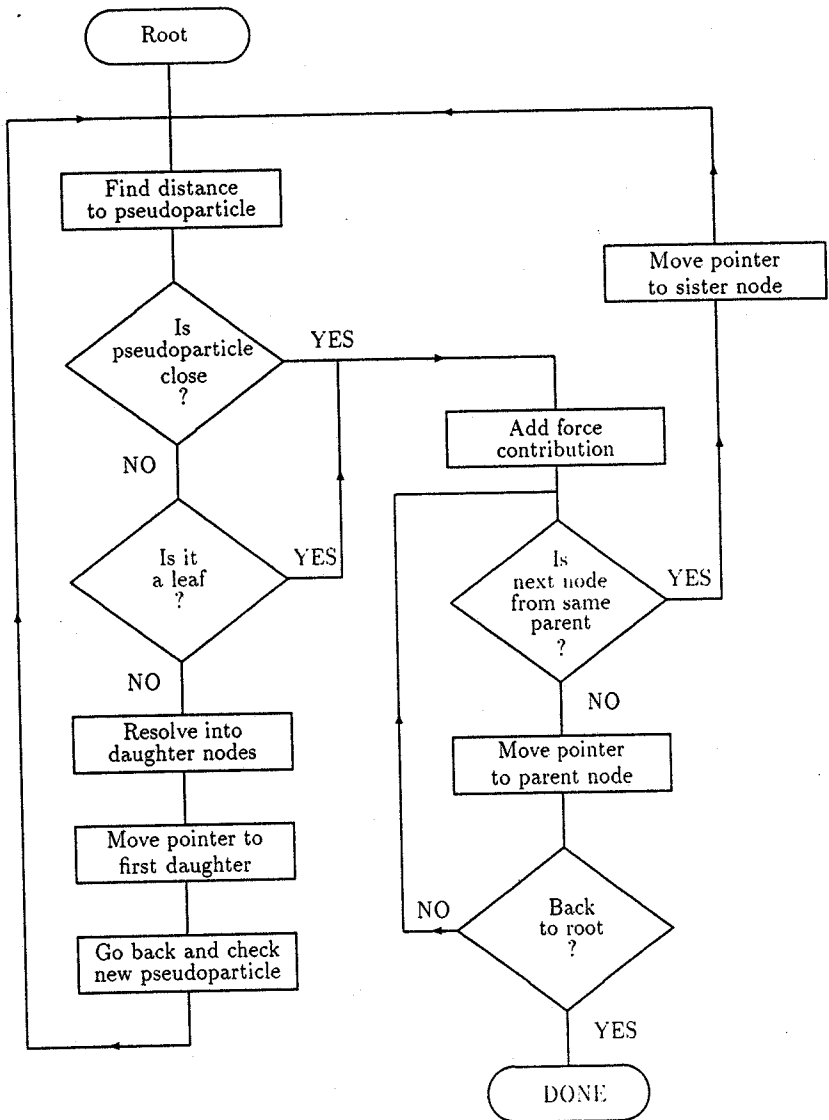 Root
Find distance
to pseudoparticle
Is
pseudoparticle
close
?
YES
NO
Is it
a leaf
?
YES
NO
Resolve into
daughter nodes
Move pointer to
first daughter
Go back and check
new pseudoparticle
Move pointer
to sister node
Add force
contribution
Is
next node
from same
parent
?
YES
NO
Move pointer
to parent node
Back
to root
?
NO
YES
DONE